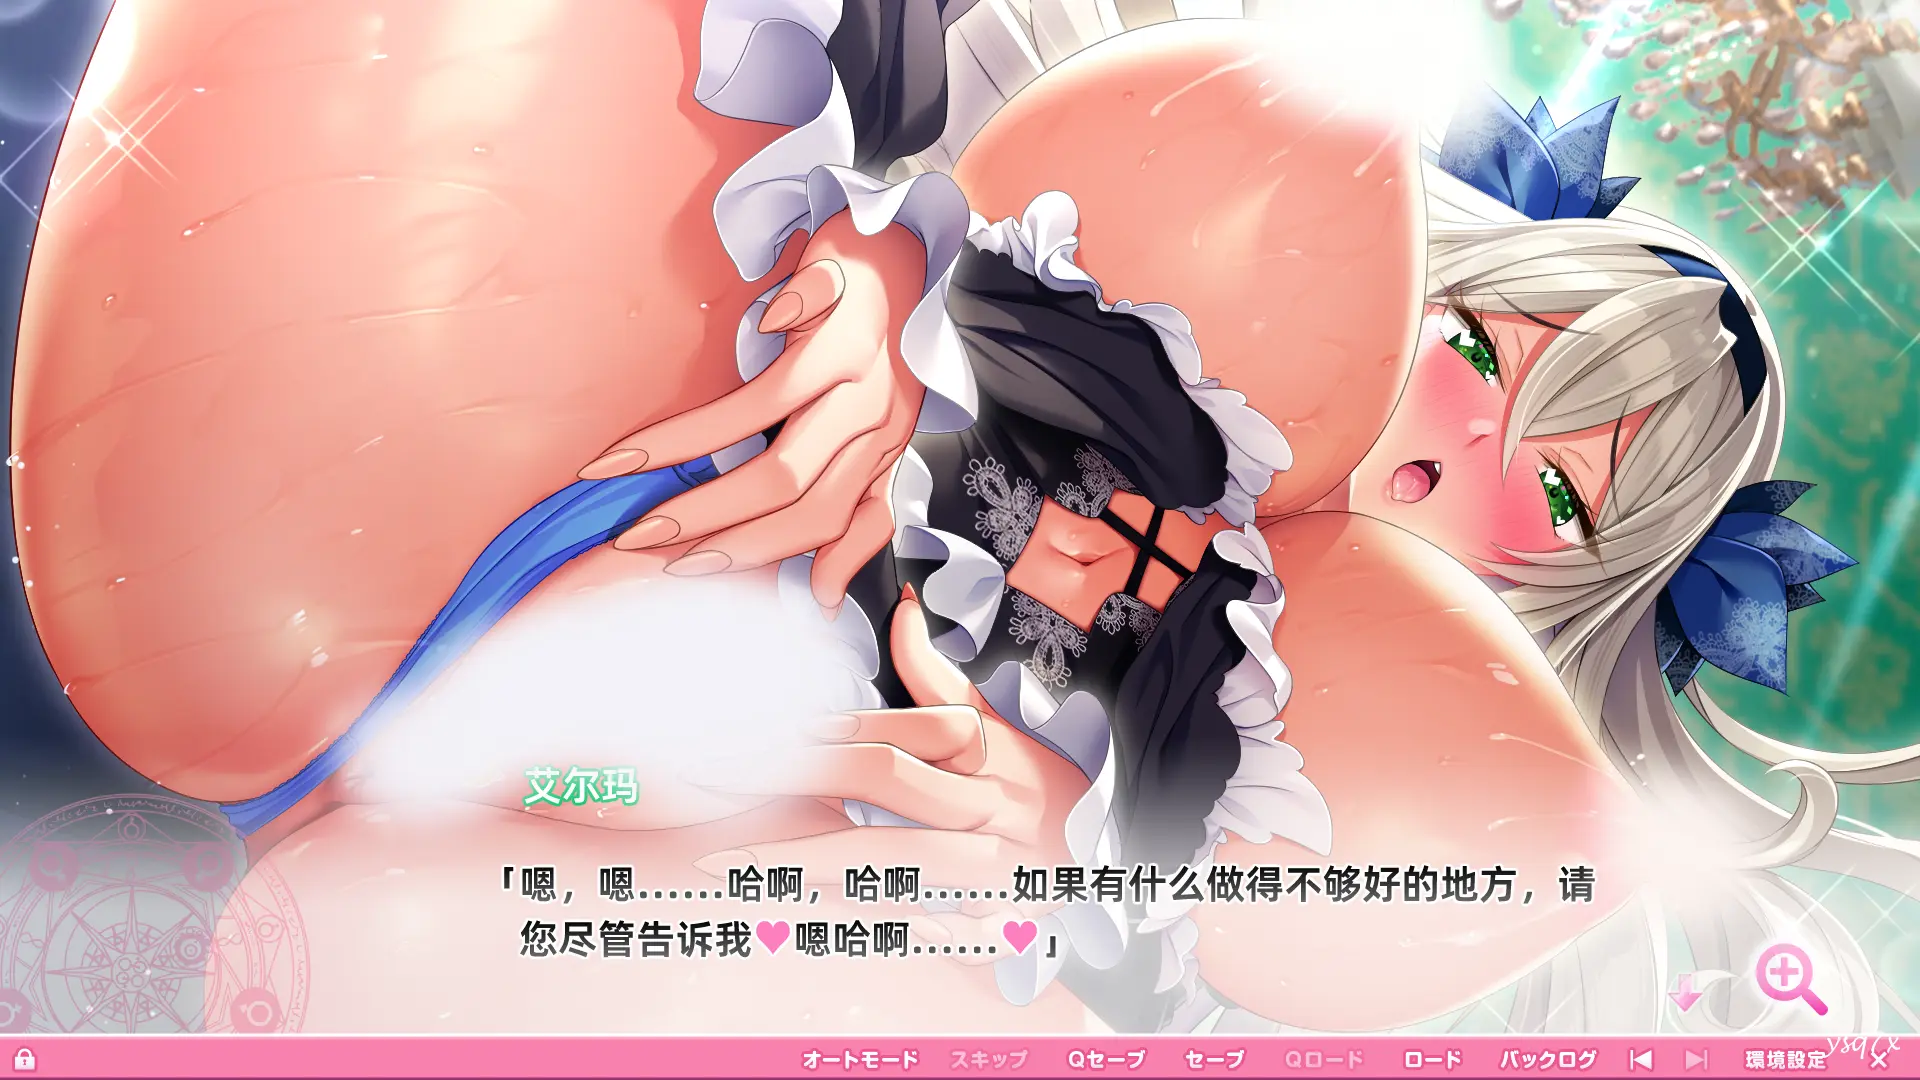 艾尔玛
「嗯，嗯……哈啊，哈啊……如果有什么做得不够好的地方，请
您尽管告诉我♥嗯哈啊……♥」
オートモード スキップ Qセーブ セーブ Qロード ロード バックログ 環境設定
ysq7x